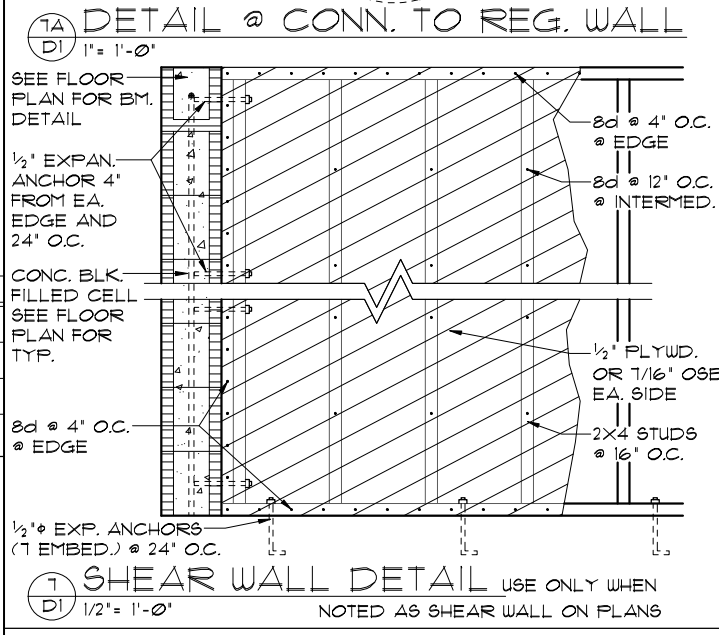 7A
D1
DETAIL @ CONN. TO REG. WALL
1"= 1'-0"
SEE FLOOR
PLAN FOR BM.
DETAIL
1/2" EXPAN.
ANCHOR 4"
FROM EA.
EDGE AND
24" O.C.
CONC. BLK.
FILLED CELL
SEE FLOOR
PLAN FOR
TYP.
8d @ 4" O.C.
@ EDGE
1/2"ϕ EXP. ANCHORS
(7 EMBED.) @ 24" O.C.
8d @ 4" O.C.
@ EDGE
8d @ 12" O.C.
@ INTERMED.
1/2" PLYWD.
OR 7/16" OSB
EA. SIDE
2X4 STUDS
@ 16" O.C.
7
D1
SHEAR WALL DETAIL USE ONLY WHEN
1/2"= 1'-0" NOTED AS SHEAR WALL ON PLANS